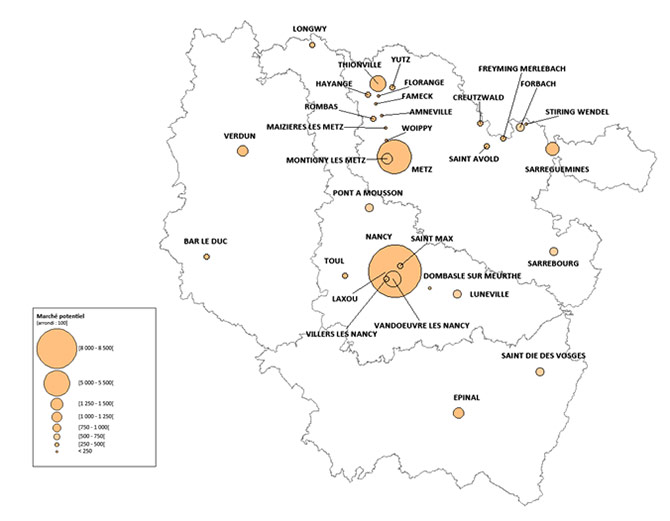 LONGWY
THIONVILLE
YUTZ
FREYMING MERLEBACH
HAYANGE
FLORANGE
FORBACH
FAMECK
CREUTZWALD
ROMBAS
AMNEVILLE
STIRING WENDEL
MAIZIERES LES METZ
WOIPPY
VERDUN
MONTIGNY LES METZ
SAINT AVOLD
METZ
SARREGUEMINES
PONT A MOUSSON
NANCY
SAINT MAX
BAR LE DUC
TOUL
SARREBOURG
DOMBASLE SUR MEURTHE
LAXOU
LUNEVILLE
VANDOEUVRE LES NANCY
VILLERS LES NANCY
SAINT DIE DES VOSGES
EPINAL
Marché potentiel
(arrondi : 100)
[8 000 - 8 500[
[5 000 - 5 500[
[1 250 - 1 500[
[1 000 - 1 250[
[750 - 1 000[
[500 - 750[
[250 - 500[
< 250